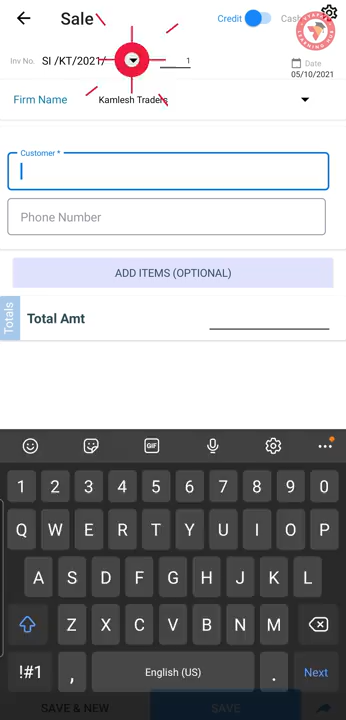 Sale
Credit
Cash
Inv No. SI /KT/2021/ 1
Date
05/10/2021
Firm Name Kamlesh Traders
Customer *
Phone Number
ADD ITEMS (OPTIONAL)
Totals
Total Amt
GIF
1 2 3 4 5 6 7 8 9 0
Q W E R T Y U I O P
A S D F G H J K L
Z X C V B N M
!#1 , English (US) . Next
SAVE & NEW SAVE